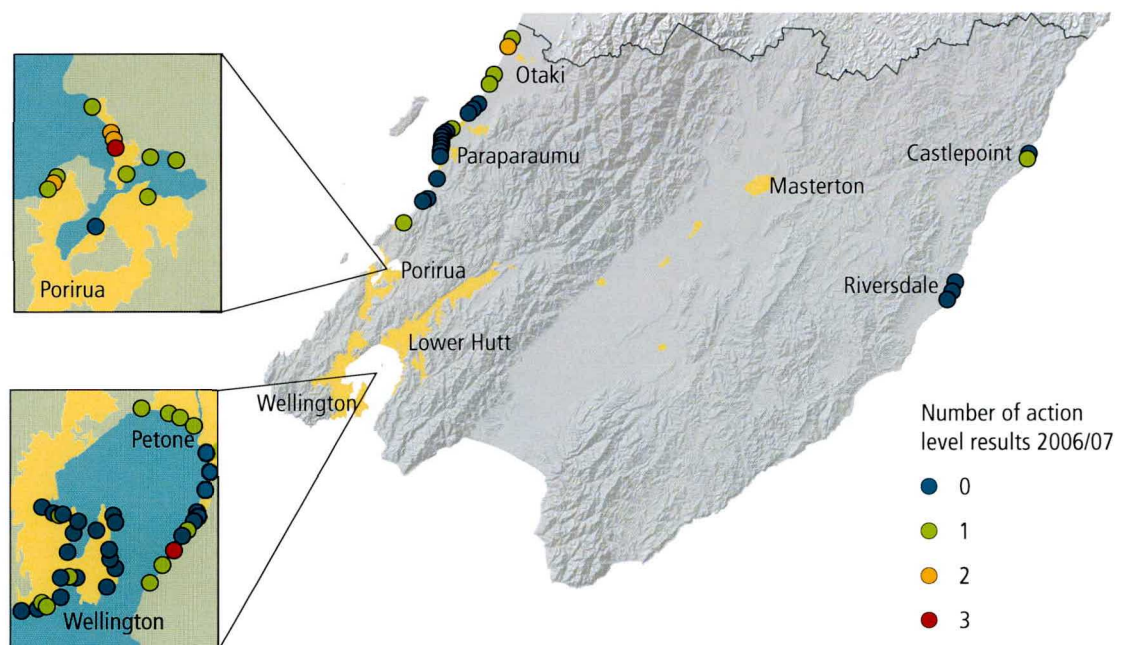 Otaki
Paraparaumu
Castlepoint
Masterton
Porirua
Porirua
Riversdale
Lower Hutt
Wellington
Petone
Wellington
Number of action
level results 2006/07
0
1
2
3